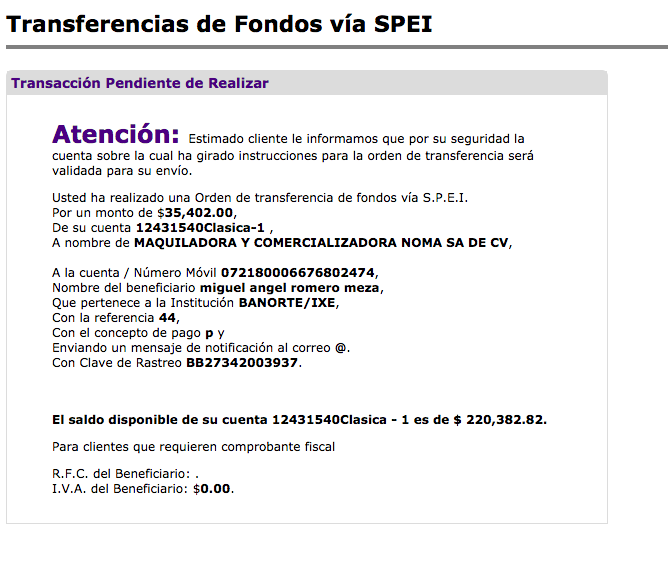 Transferencias de Fondos vía SPEI
Transacción Pendiente de Realizar
Atención: Estimado cliente le informamos que por su seguridad la
cuenta sobre la cual ha girado instrucciones para la orden de transferencia será
validada para su envío.
Usted ha realizado una Orden de transferencia de fondos vía S.P.E.I.
Por un monto de $35,402.00,
De su cuenta 12431540Clasica-1 ,
A nombre de MAQUILADORA Y COMERCIALIZADORA NOMA SA DE CV,
A la cuenta / Número Móvil 072180006676802474,
Nombre del beneficiario miguel angel romero meza,
Que pertenece a la Institución BANORTE/IXE,
Con la referencia 44,
Con el concepto de pago p y
Enviando un mensaje de notificación al correo @.
Con Clave de Rastreo BB27342003937.
El saldo disponible de su cuenta 12431540Clasica - 1 es de $ 220,382.82.
Para clientes que requieren comprobante fiscal
R.F.C. del Beneficiario: .
I.V.A. del Beneficiario: $0.00.